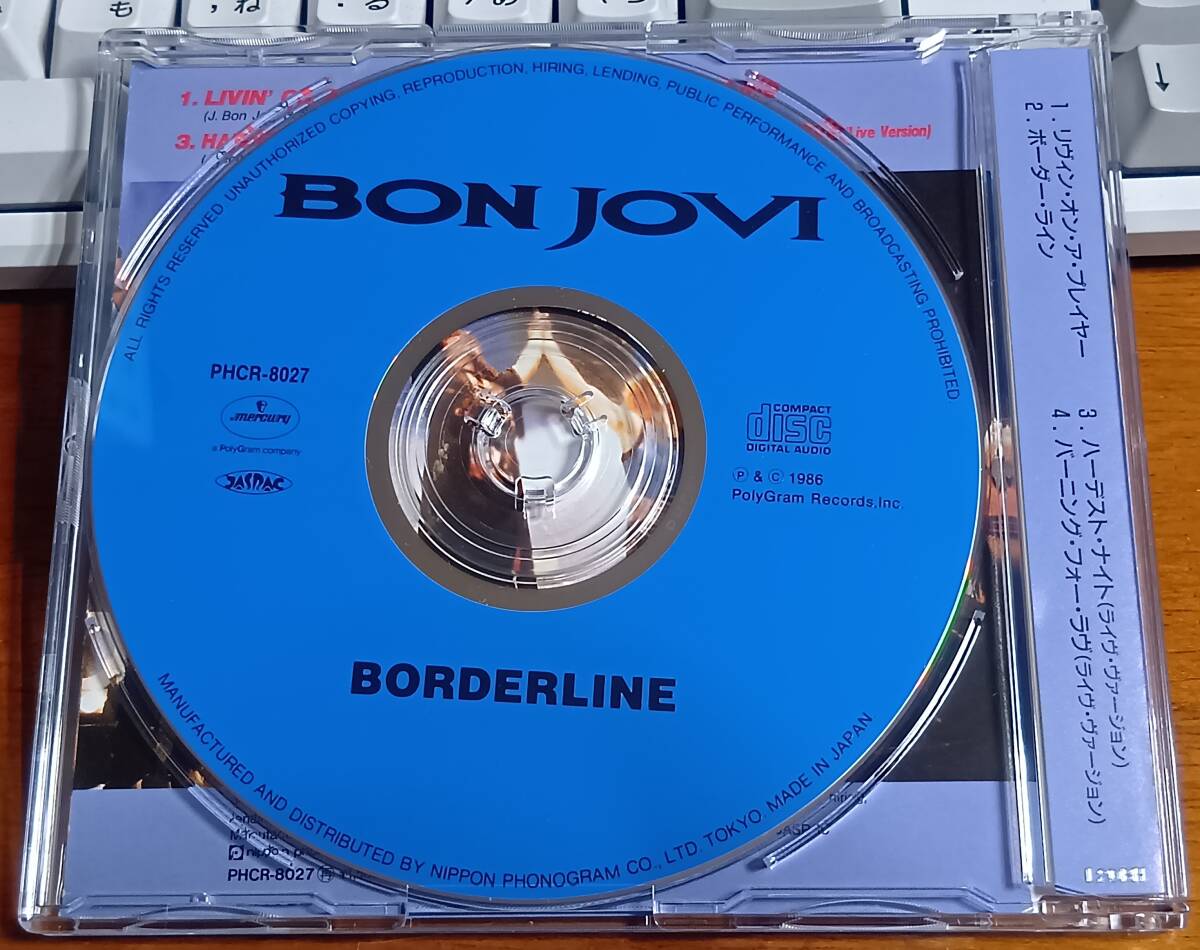 も
、ね
。る
1. LIVIN'
(J. Bon
3.
Live Version)
ALL RIGHTS RESERVED UNAUTHORIZED COPYING, REPRODUCTION, HIRING, LENDING, PUBLIC PERFORMANCE AND BROADCASTING PROHIBITED
BON JOVI
PHCR-8027
mercury
a PolyGram company
JASRAC
COMPACT
disc
DIGITAL AUDIO
Ⓟ & Ⓒ 1986
PolyGram Records, Inc.
BORDERLINE
MANUFACTURED AND DISTRIBUTED BY NIPPON PHONOGRAM CO., LTD. TOKYO, MADE IN JAPAN
PHCR-8027
1. リヴィン・オン・ア・プレイヤー
2. ボーダー・ライン
3. ハーデスト・ナイト(ライヴ・ヴァージョン)
4. バーニング・フォー・ラヴ(ライヴ・ヴァージョン)
↓